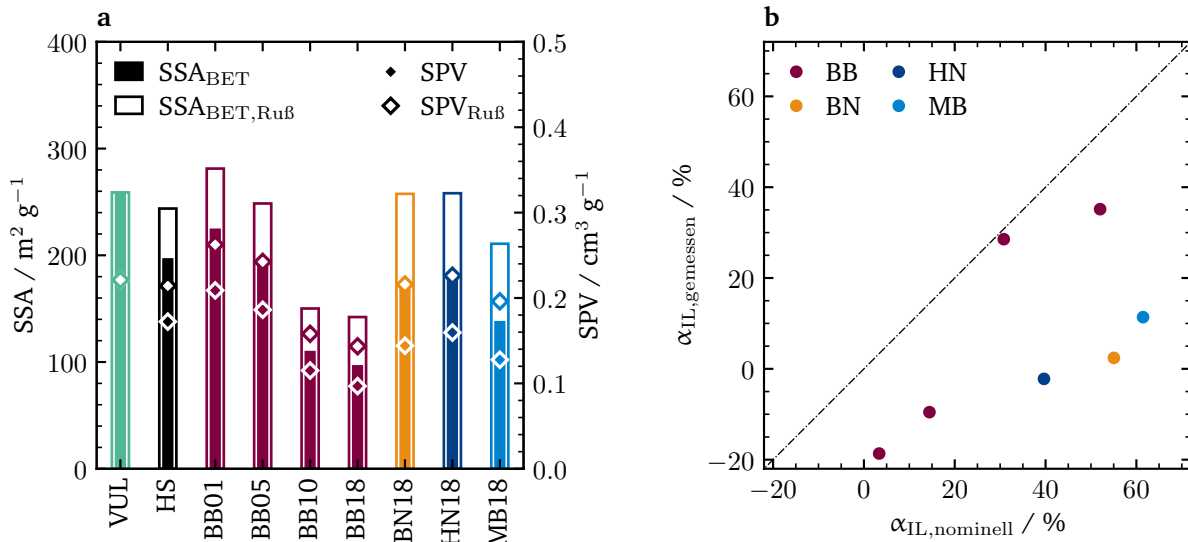 a
400
300
200
100
0
SSA / m² g⁻¹
SSA_BET
SSA_BET,Ruß
SPV
SPV_Ruß
0.5
0.4
0.3
0.2
0.1
0.0
SPV / cm³ g⁻¹
VUL
HS
BB01
BB05
BB10
BB18
BN18
HN18
MB18
b
60
40
20
0
−20
α_IL,gemessen / %
BB
BN
HN
MB
−20
0
20
40
60
α_IL,nominell / %